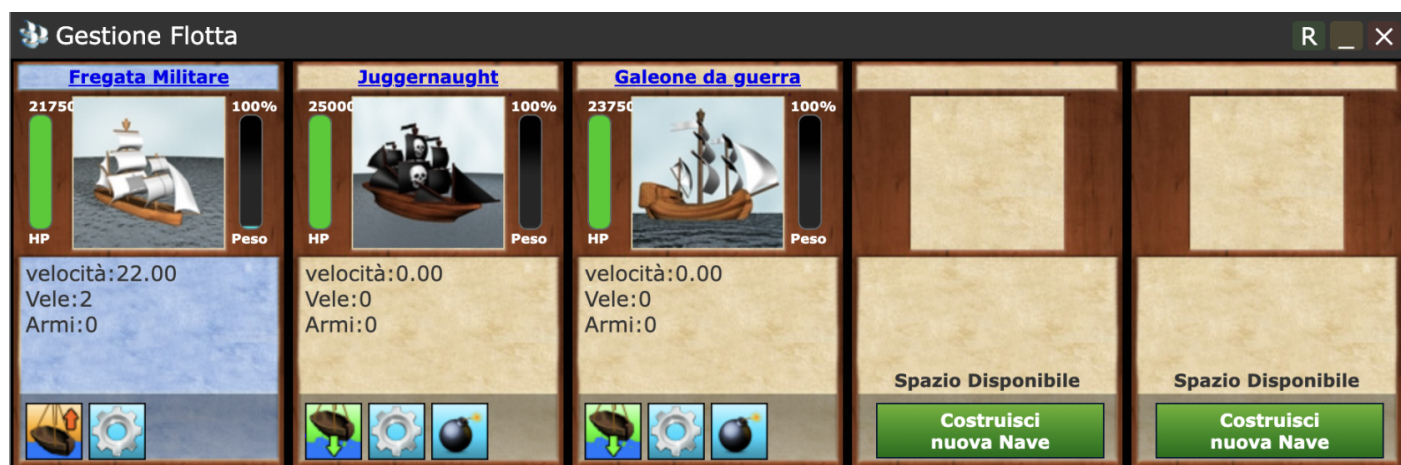 Gestione Flotta
R _ ×
Fregata Militare
21750
100%
HP
Peso
velocità:22.00
Vele:2
Armi:0
Juggernaught
25000
100%
HP
Peso
velocità:0.00
Vele:0
Armi:0
Galeone da guerra
23750
100%
HP
Peso
velocità:0.00
Vele:0
Armi:0
Spazio Disponibile
Costruisci
nuova Nave
Spazio Disponibile
Costruisci
nuova Nave